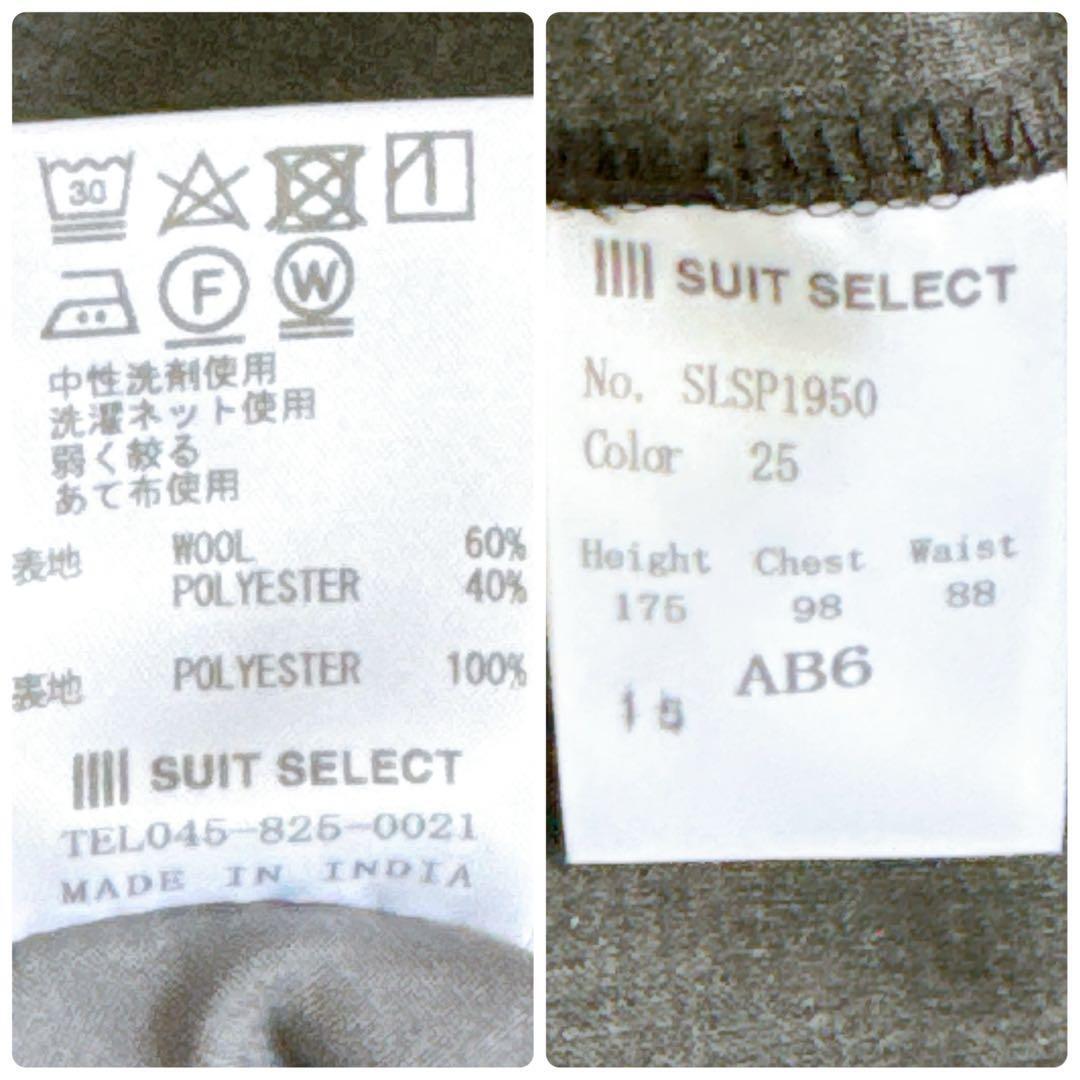 30
F
W
中性洗剤使用
洗濯ネット使用
弱く絞る
あて布使用
表地 WOOL 60%
POLYESTER 40%
裏地 POLYESTER 100%
SUIT SELECT
TEL045-825-0021
MADE IN INDIA
SUIT SELECT
No. SLSP1950
Color 25
Height Chest Waist
175 98 88
AB6
15